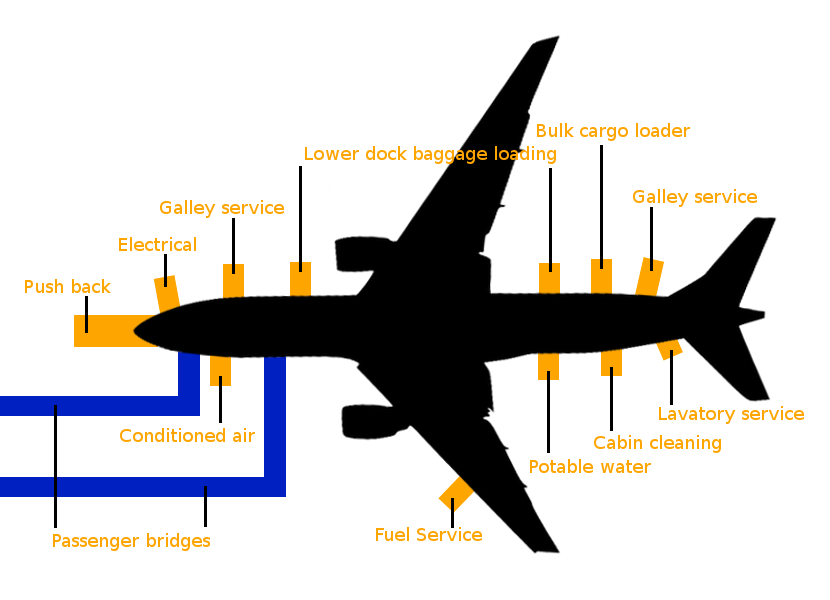 Bulk cargo loader
Lower dock baggage loading
Galley service
Galley service
Electrical
Push back
Lavatory service
Conditioned air
Cabin cleaning
Potable water
Fuel Service
Passenger bridges